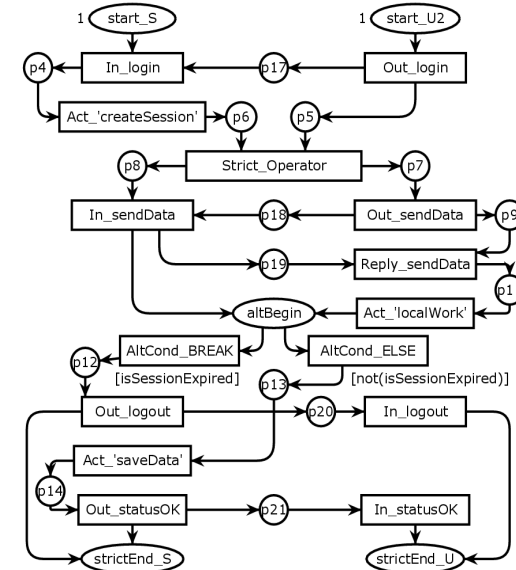 1 start_S 1 start_U2
p4 In_login p17 Out_login
Act_'createSession' p6 p5
p8 Strict_Operator p7
In_sendData p18 Out_sendData p9
p19 Reply_sendData
p1
altBegin Act_'localWork'
p12 AltCond_BREAK AltCond_ELSE
[isSessionExpired] p13 [not(isSessionExpired)]
Out_logout p20 In_logout
Act_'saveData'
p14
Out_statusOK p21 In_statusOK
strictEnd_S strictEnd_U